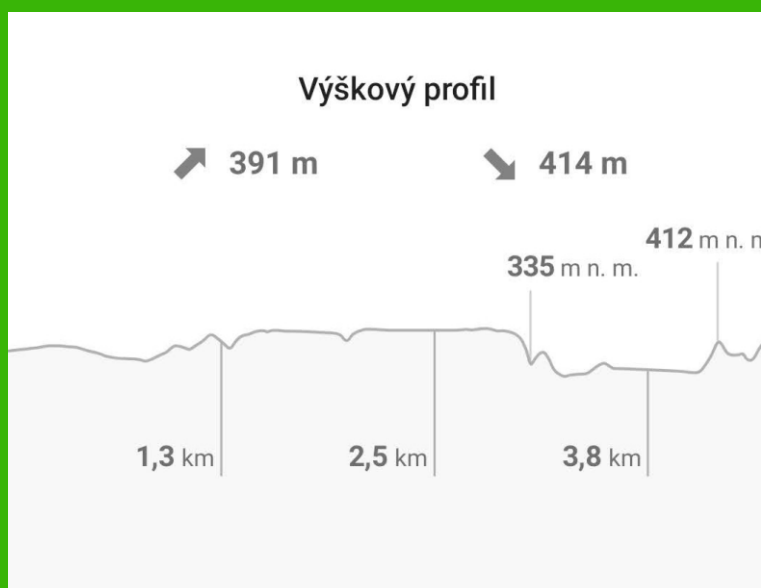 Výškový profil
391 m
414 m
412 m n. m
335 m n. m.
1,3 km
2,5 km
3,8 km